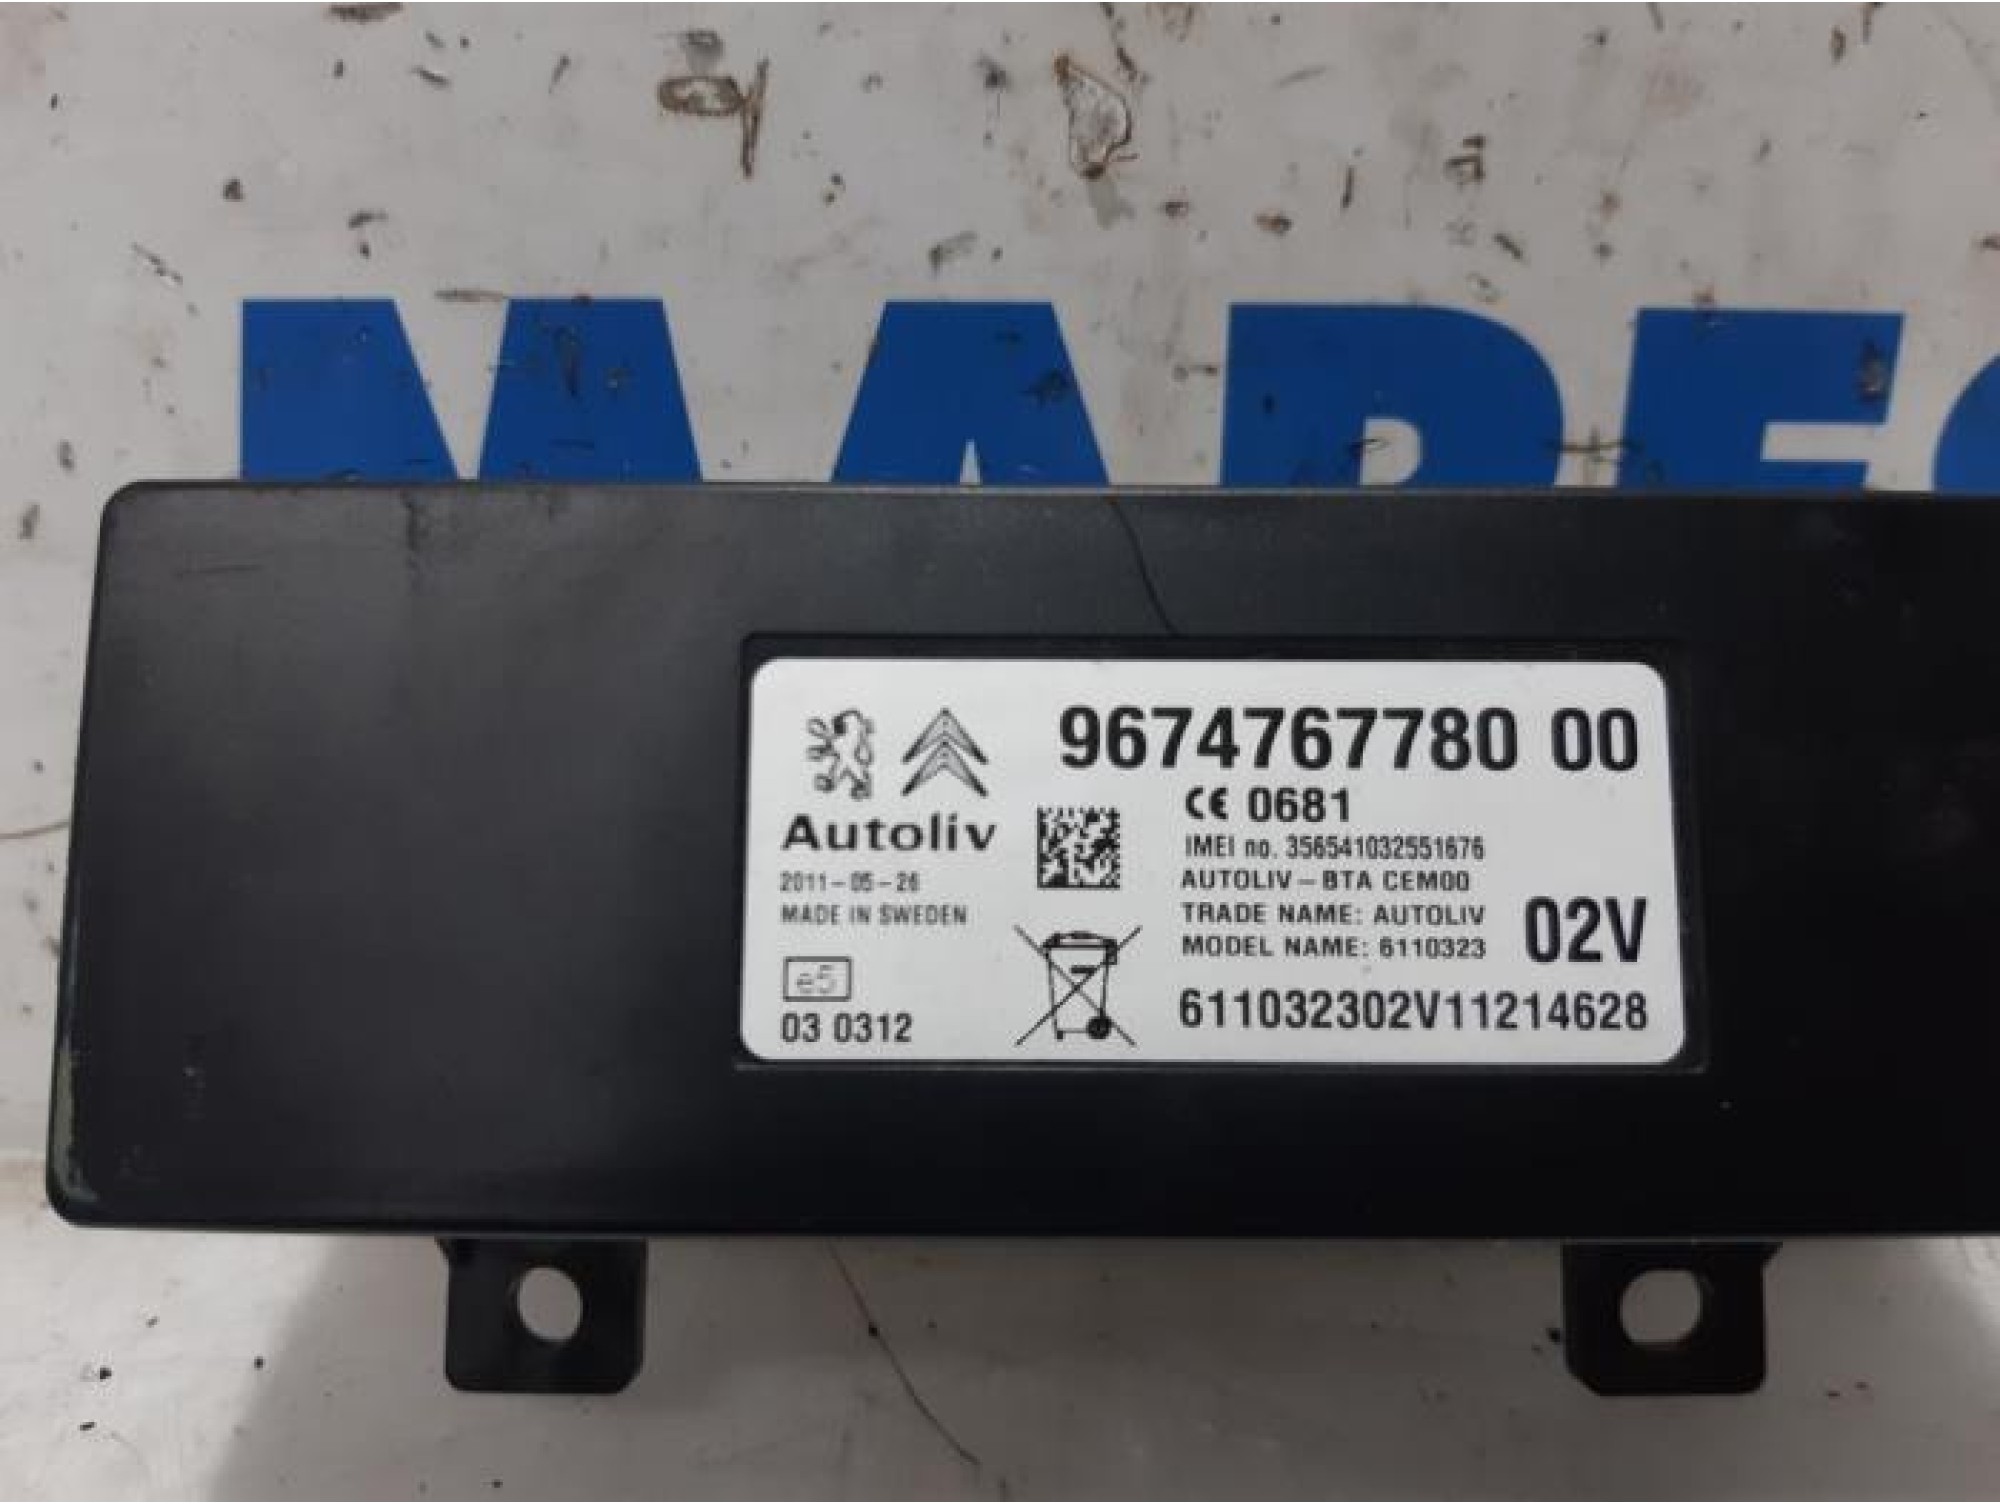 9674767780 00
CE 0681
Autoliv
IMEI no. 356541032551676
2011-05-26
AUTOLIV-BTA CEM00
MADE IN SWEDEN
TRADE NAME: AUTOLIV
MODEL NAME: 6110323
02V
e5
03 0312
611032302V11214628